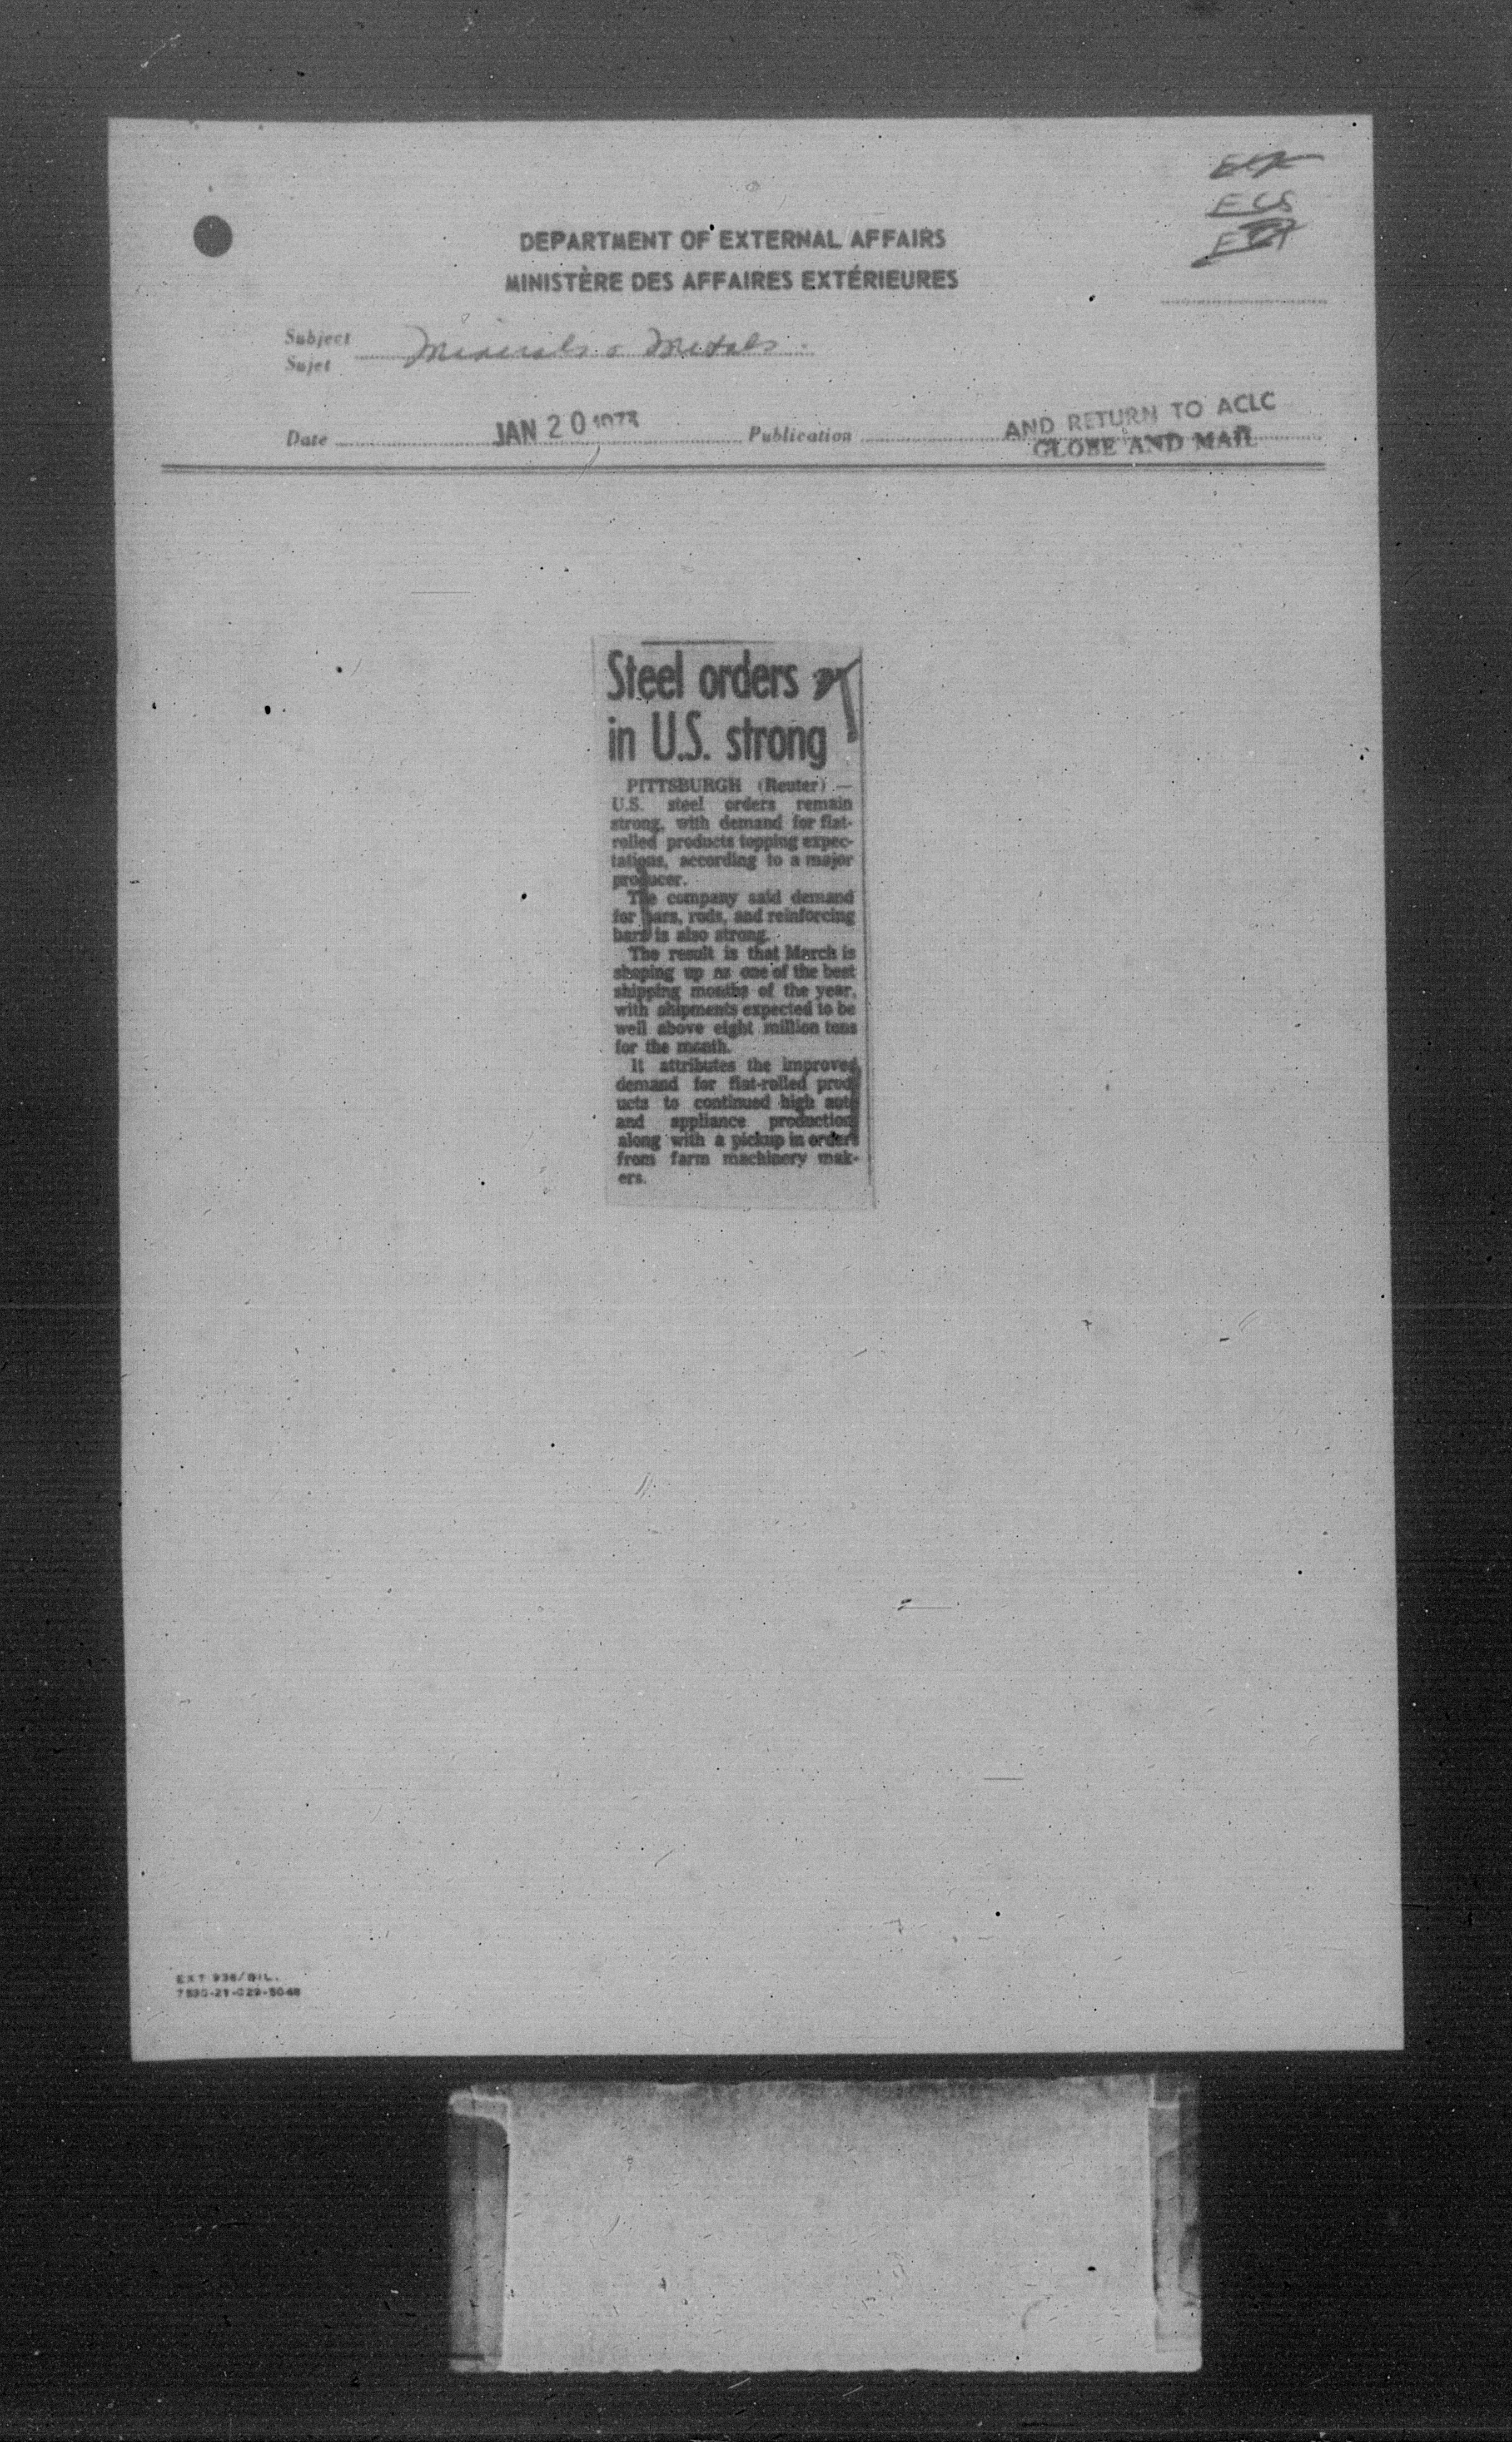 ECS
DEPARTMENT OF EXTERNAL AFFAIRS
MINISTÈRE DES AFFAIRES EXTÉRIEURES
Subject
Sujet
Minerals & Metals.
Date JAN 20 1973 Publication
AND RETURN TO ACLC
GLOBE AND MAIL
Steel orders
in U.S. strong
PITTSBURGH (Reuter) —
U.S. steel orders remain
strong, with demand for flat-
rolled products topping expec-
tations, according to a major
producer.
The company said demand
for bars, rods, and reinforcing
bars is also strong.
The result is that March is
shaping up as one of the best
shipping months of the year,
with shipments expected to be
well above eight million tons
for the month.
It attributes the improved
demand for flat-rolled prod-
ucts to continued high auto
and appliance production
along with a pickup in orders
from farm machinery mak-
ers.
EXT 936/BIL.
7530-21-029-5048